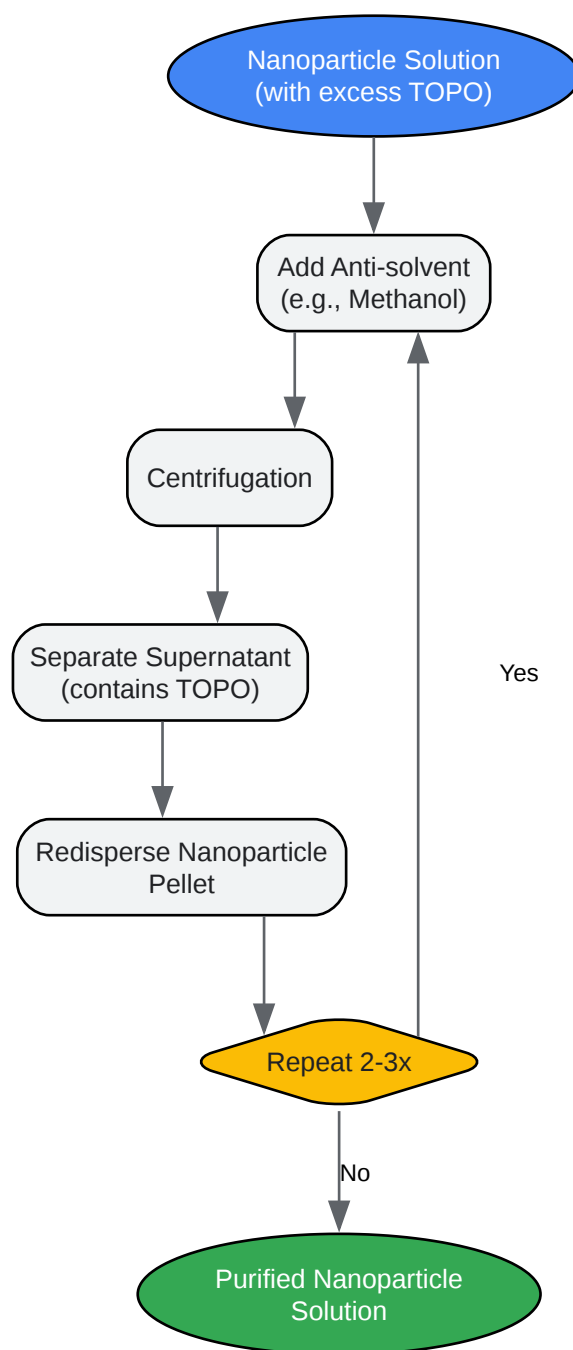 Nanoparticle Solution
(with excess TOPO)
Add Anti-solvent
(e.g., Methanol)
Centrifugation
Separate Supernatant
(contains TOPO)
Yes
Redisperse Nanoparticle
Pellet
Repeat 2-3x
No
Purified Nanoparticle
Solution